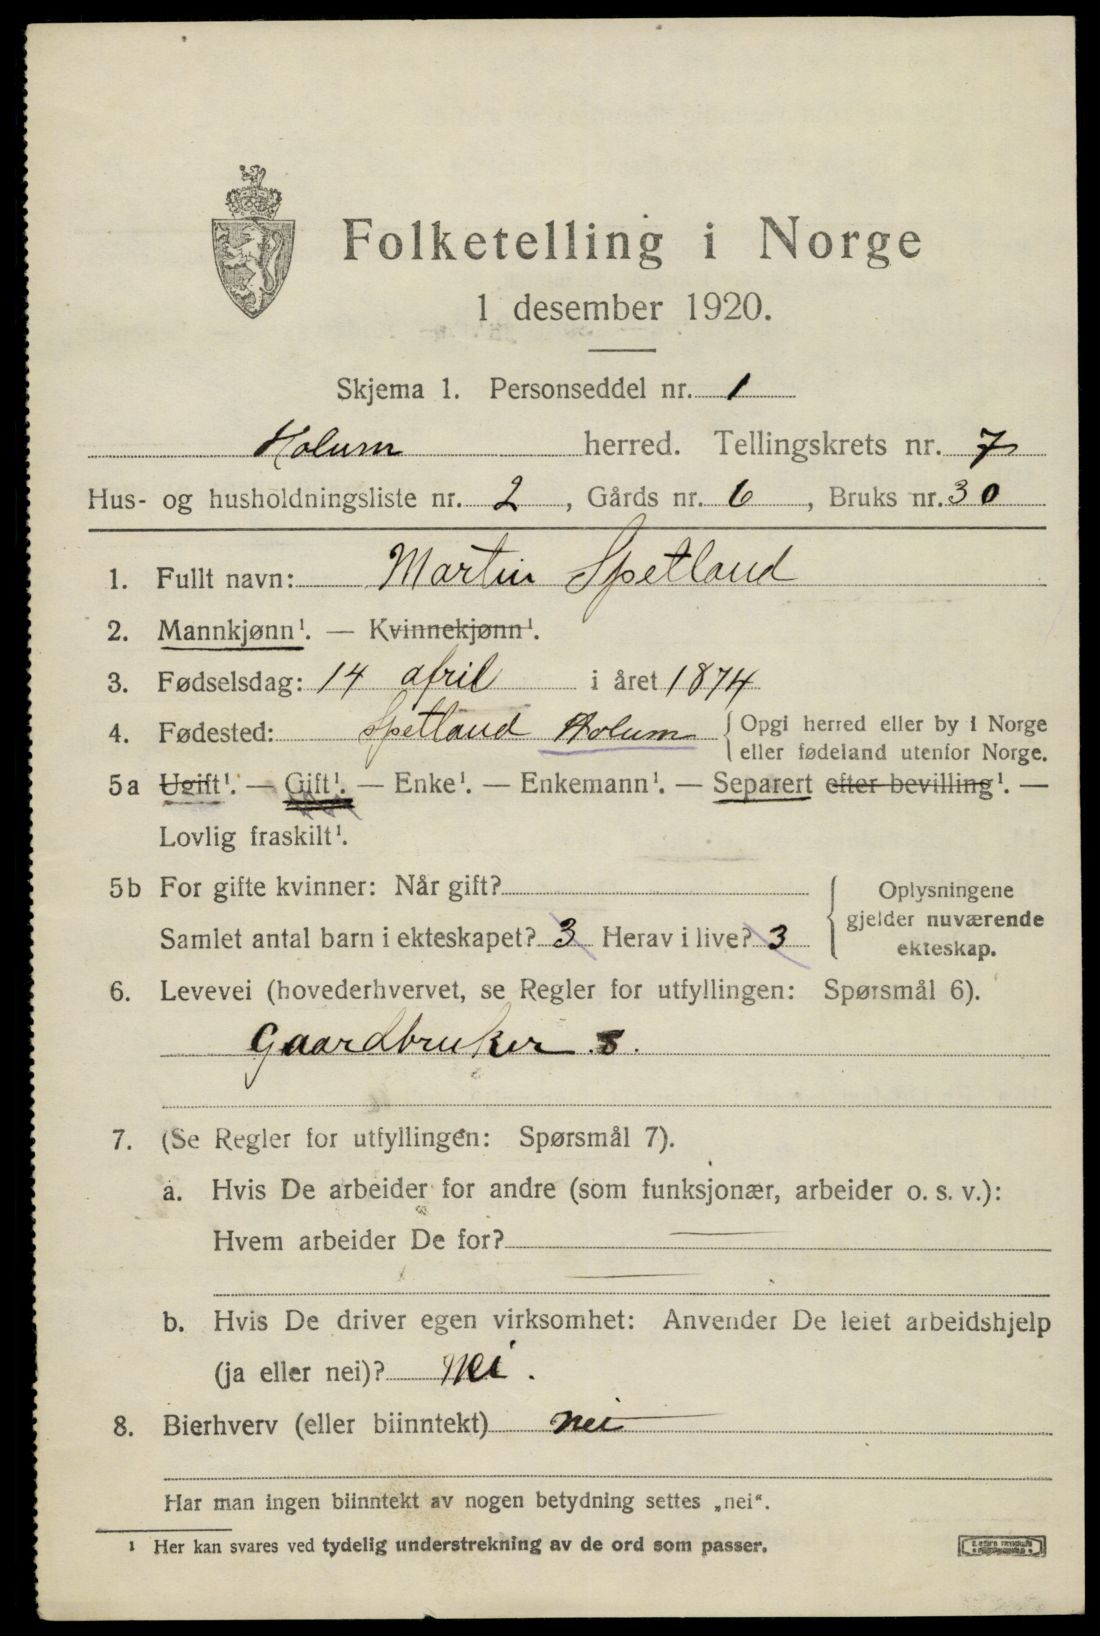 Folketelling i Norge
1 desember 1920.
Skjema 1. Personseddel nr. 1
Holum herred. Tellingskrets nr. 7
Hus- og husholdningsliste nr. 2, Gårds nr. 6, Bruks nr. 30
1. Fullt navn: Martin Spetland
2. Mannkjønn¹. — Kvinnekjønn¹.
3. Fødselsdag: 14 april i året 1874
4. Fødested: Spetland Holum { Opgi herred eller by i Norge
eller fødeland utenfor Norge.
5a Ugift¹. — Gift¹. — Enke¹. — Enkemann¹. — Separert efter bevilling¹. —
Lovlig fraskilt¹.
5b For gifte kvinner: Når gift?
Samlet antal barn i ekteskapet? 3 Herav i live? 3
Oplysningene
gjelder nuværende
ekteskap.
6. Levevei (hovederhvervet, se Regler for utfyllingen: Spørsmål 6).
Gaardbruker. s.
7. (Se Regler for utfyllingen: Spørsmål 7).
a. Hvis De arbeider for andre (som funksjonær, arbeider o. s. v.):
Hvem arbeider De for? —
—
b. Hvis De driver egen virksomhet: Anvender De leiet arbeidshjelp
(ja eller nei)? Nei.
8. Bierhverv (eller biinntekt) nei
Har man ingen biinntekt av nogen betydning settes „nei“.
¹ Her kan svares ved tydelig understrekning av de ord som passer.